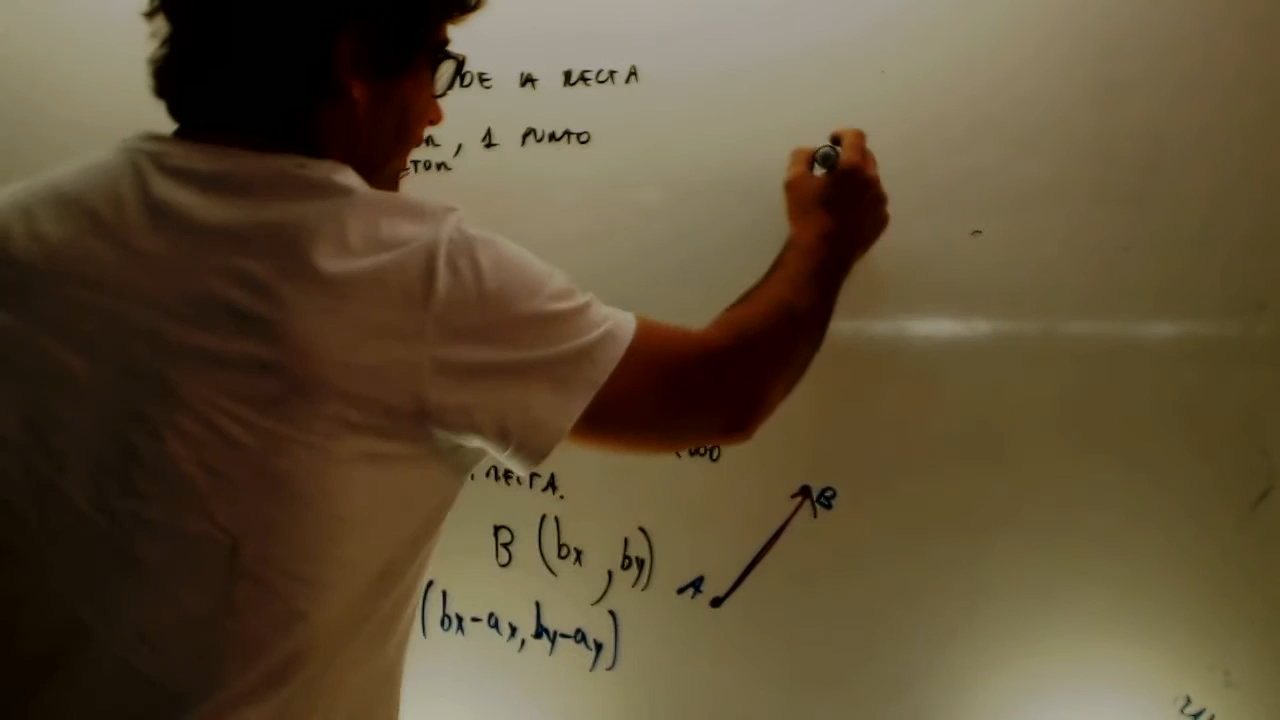 DE LA RECTA
, 1 PUNTO
RECTA.
B (bx, by)
(bx-ax, by-ay)
A
B